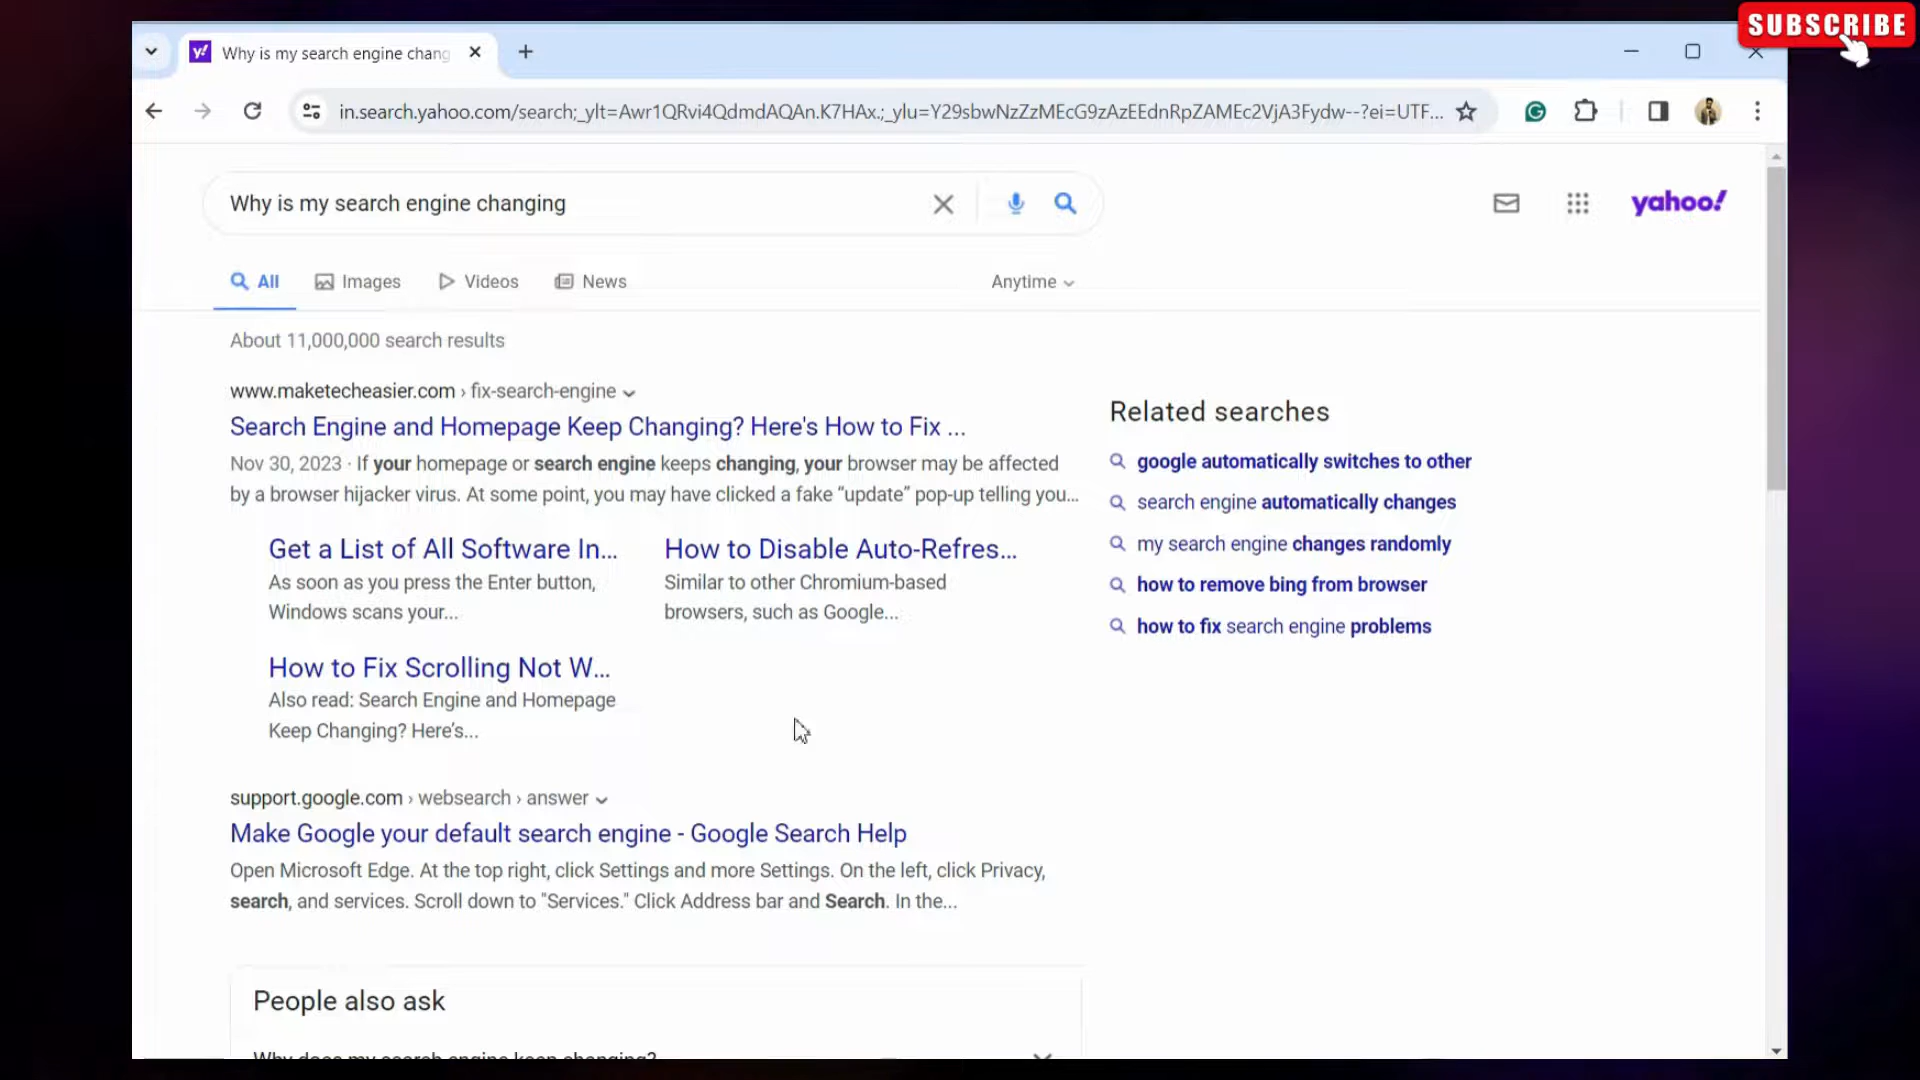 SUBSCRIBE
Why is my search engine chang
in.search.yahoo.com/search;_ylt=Awr1QRvi4QdmdAQAn.K7HAx.;_ylu=Y29sbwNzZzMEcG9zAzEEdnRpZAMEc2VjA3Fydw--?ei=UTF...
Why is my search engine changing
yahoo!
All Images Videos News Anytime
About 11,000,000 search results
www.maketecheasier.com › fix-search-engine
Search Engine and Homepage Keep Changing? Here's How to Fix ...
Nov 30, 2023 · If your homepage or search engine keeps changing, your browser may be affected
by a browser hijacker virus. At some point, you may have clicked a fake “update” pop-up telling you...
Get a List of All Software In...
As soon as you press the Enter button,
Windows scans your...
How to Disable Auto-Refres...
Similar to other Chromium-based
browsers, such as Google...
How to Fix Scrolling Not W...
Also read: Search Engine and Homepage
Keep Changing? Here’s...
support.google.com › websearch › answer
Make Google your default search engine - Google Search Help
Open Microsoft Edge. At the top right, click Settings and more Settings. On the left, click Privacy,
search, and services. Scroll down to "Services." Click Address bar and Search. In the...
People also ask
Why does my search engine keep changing?
Related searches
google automatically switches to other
search engine automatically changes
my search engine changes randomly
how to remove bing from browser
how to fix search engine problems